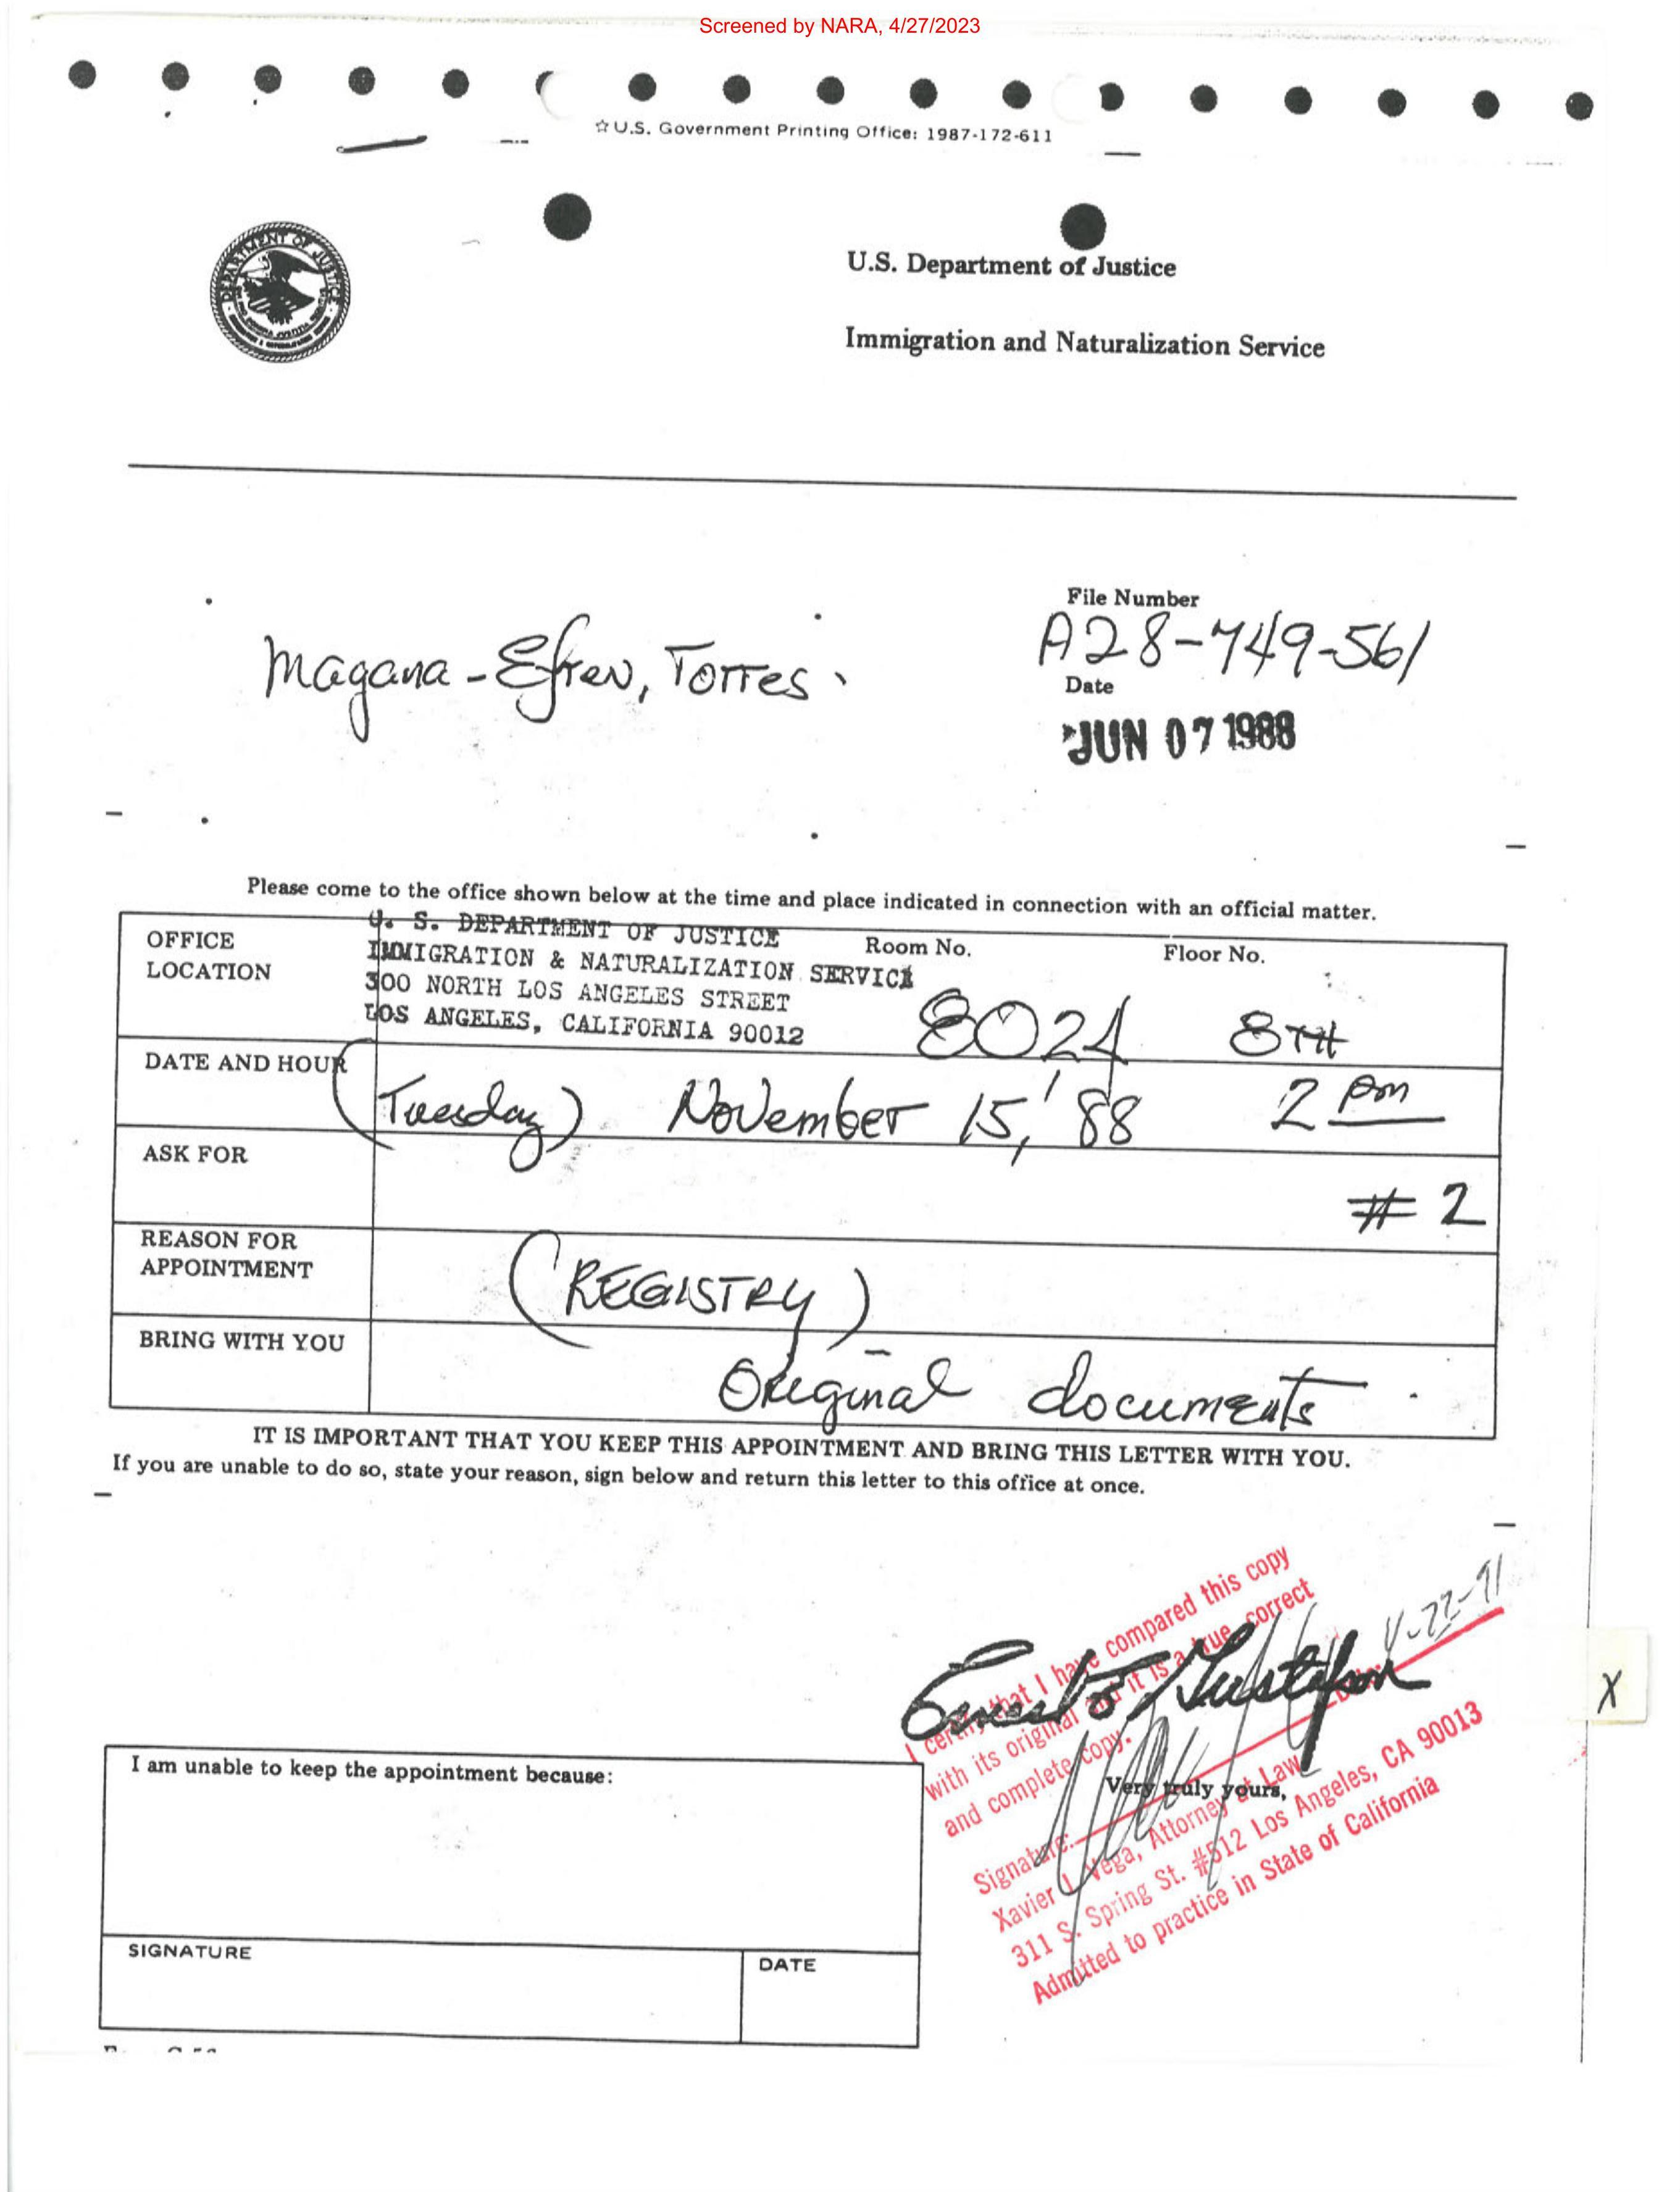 Screened by NARA, 4/27/2023
☆ U.S. Government Printing Office: 1987-172-611
DEPARTMENT OF JUSTICE
U.S. Department of Justice
Immigration and Naturalization Service
File Number
A28-749-561
Magana - Efren, Torres
Date
JUN 07 1988
Please come to the office shown below at the time and place indicated in connection with an official matter.
OFFICE LOCATION
U. S. DEPARTMENT OF JUSTICE
IMMIGRATION & NATURALIZATION SERVICE
300 NORTH LOS ANGELES STREET
LOS ANGELES, CALIFORNIA 90012
Room No.
8024
Floor No.
8TH
DATE AND HOUR
(Tuesday) November 15, '88 2 pm
ASK FOR
# 2
REASON FOR APPOINTMENT
(REGISTRY)
BRING WITH YOU
Original documents
IT IS IMPORTANT THAT YOU KEEP THIS APPOINTMENT AND BRING THIS LETTER WITH YOU.
If you are unable to do so, state your reason, sign below and return this letter to this office at once.
I certify that I have compared this copy
with its original and it is a true, correct
and complete copy.
4-22-91
Signature:
Xavier Vega, Attorney at Law
311 S. Spring St. #512 Los Angeles, CA 90013
Admitted to practice in State of California
Very truly yours,
X
I am unable to keep the appointment because:
SIGNATURE
DATE